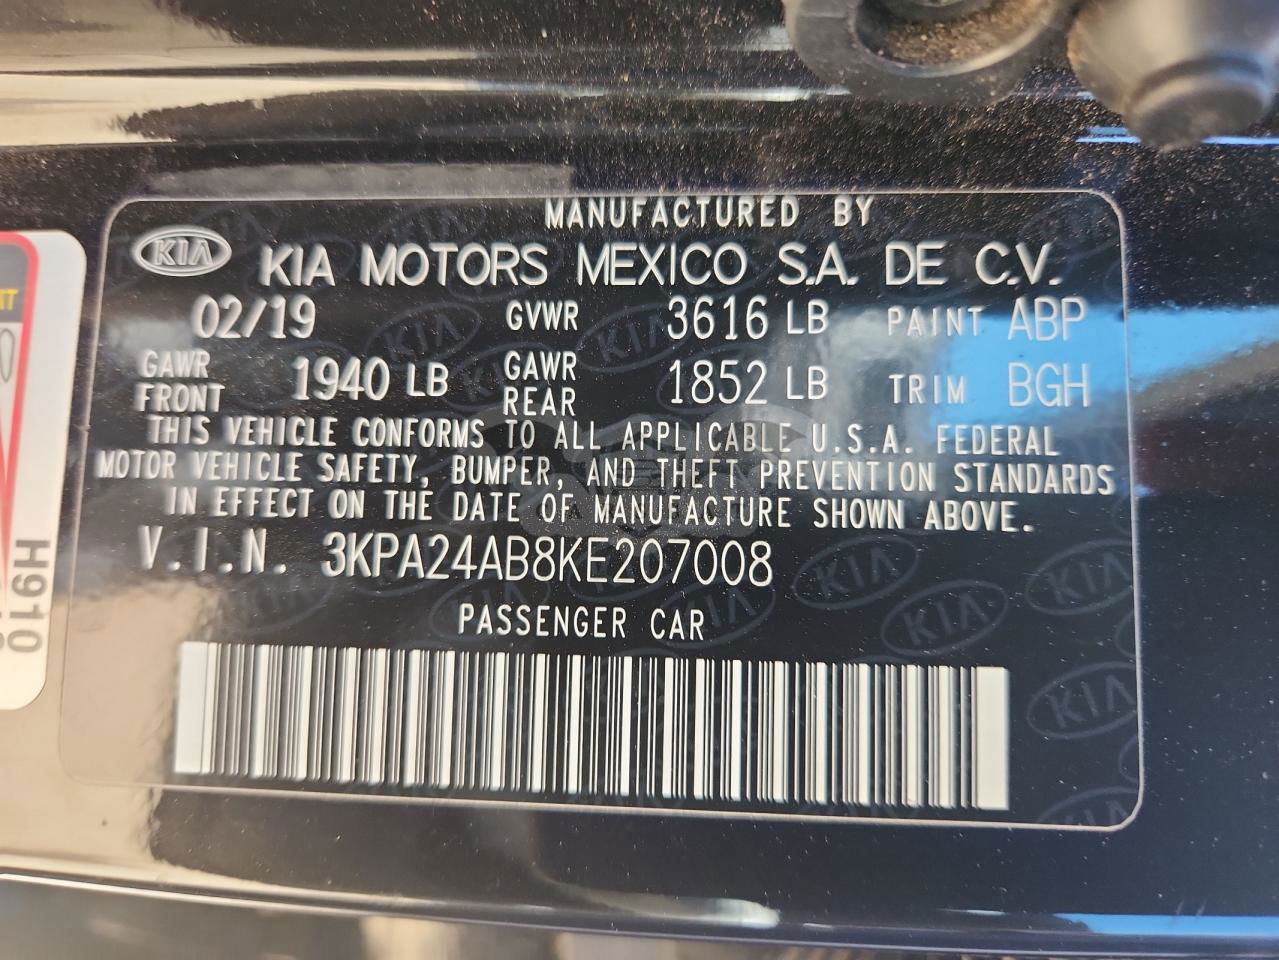 MANUFACTURED BY
KIA KIA MOTORS MEXICO S.A. DE C.V.
02/19 GVWR 3616 LB PAINT ABP
GAWR FRONT 1940 LB GAWR REAR 1852 LB TRIM BGH
THIS VEHICLE CONFORMS TO ALL APPLICABLE U.S.A. FEDERAL
MOTOR VEHICLE SAFETY, BUMPER, AND THEFT PREVENTION STANDARDS
IN EFFECT ON THE DATE OF MANUFACTURE SHOWN ABOVE.
V.I.N. 3KPA24AB8KE207008
PASSENGER CAR
H910